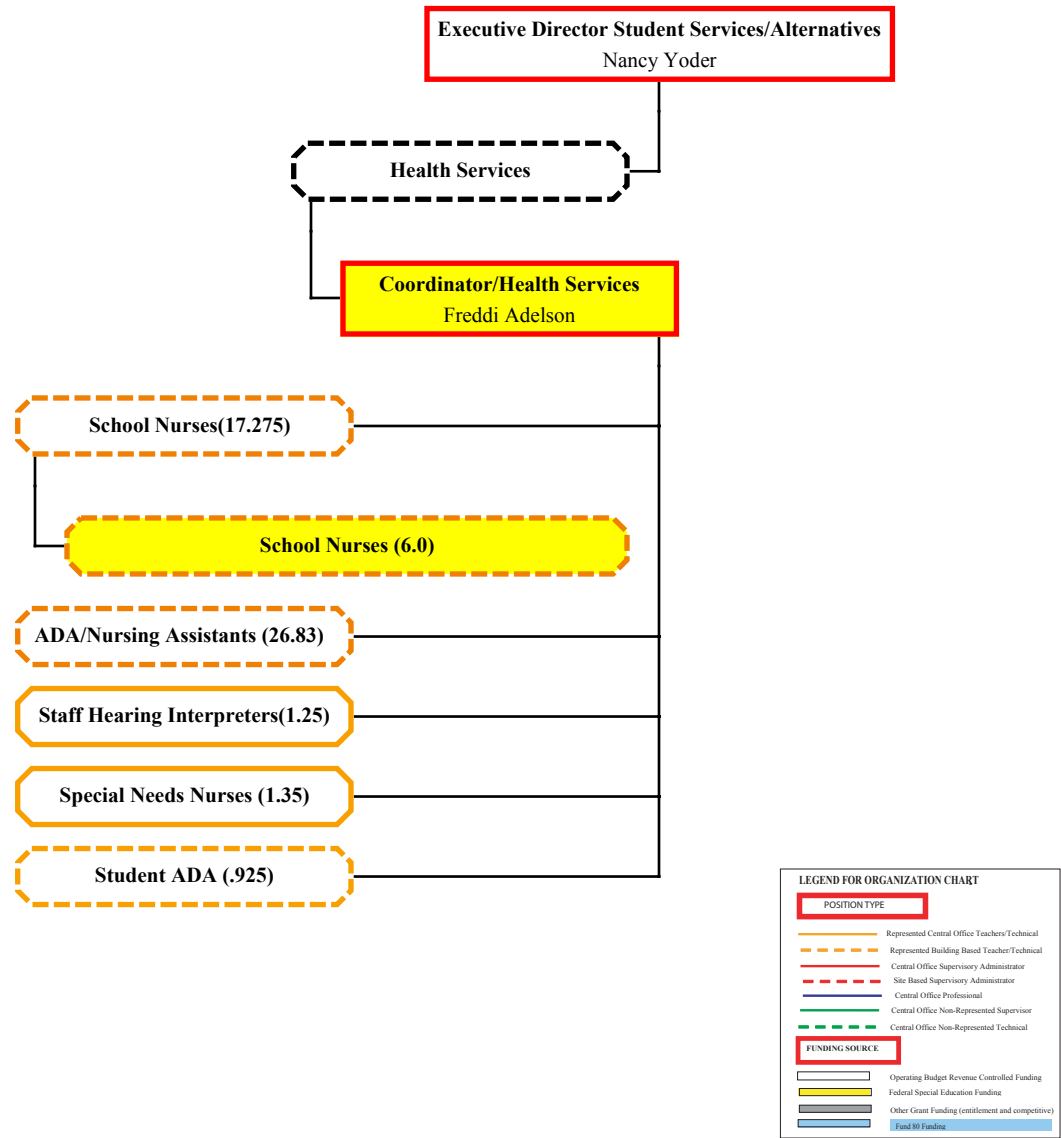 Executive Director Student Services/Alternatives
Nancy Yoder
Health Services
Coordinator/Health Services
Freddi Adelson
School Nurses(17.275)
School Nurses (6.0)
ADA/Nursing Assistants (26.83)
Staff Hearing Interpreters(1.25)
Special Needs Nurses (1.35)
Student ADA (.925)
LEGEND FOR ORGANIZATION CHART
POSITION TYPE
Represented Central Office Teachers/Technical
Represented Building Based Teacher/Technical
Central Office Supervisory Administrator
Site Based Supervisory Administrator
Central Office Professional
Central Office Non-Represented Supervisor
Central Office Non-Represented Technical
FUNDING SOURCE
Operating Budget Revenue Controlled Funding
Federal Special Education Funding
Other Grant Funding (entitlement and competitive)
Fund 80 Funding